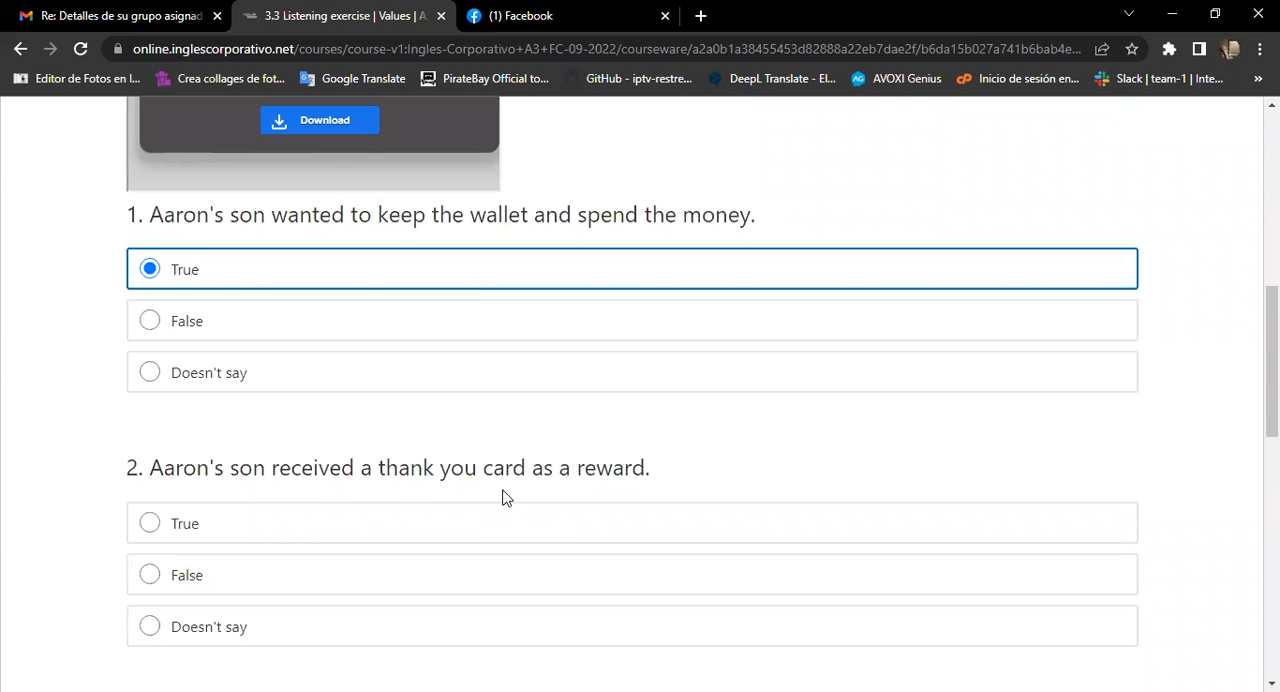 Re: Detalles de su grupo asignad
3.3 Listening exercise | Values | A
(1) Facebook
online.inglescorporativo.net/courses/course-v1:Ingles-Corporativo+A3+FC-09-2022/courseware/a2a0b1a38455453d82888a22eb7dae2f/b6da15b027a741b6bab4e...
Editor de Fotos en l...
Crea collages de fot...
Google Translate
PirateBay Official to...
GitHub - iptv-restre...
DeepL Translate - El...
AVOXI Genius
Inicio de sesión en...
Slack | team-1 | Inte...
»
Download
1. Aaron's son wanted to keep the wallet and spend the money.
True
False
Doesn't say
2. Aaron's son received a thank you card as a reward.
True
False
Doesn't say